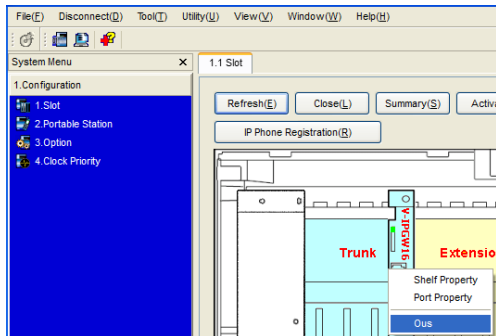 File(F) Disconnect(D) Tool(T) Utility(U) View(V) Window(W) Help(H)
System Menu
1.1 Slot
1.Configuration
1.Slot
2.Portable Station
3.Option
4.Clock Priority
Refresh(E) Close(L) Summary(S) Activa
IP Phone Registration(R)
V-IPGW16
Trunk
Extensio
Shelf Property
Port Property
Ous